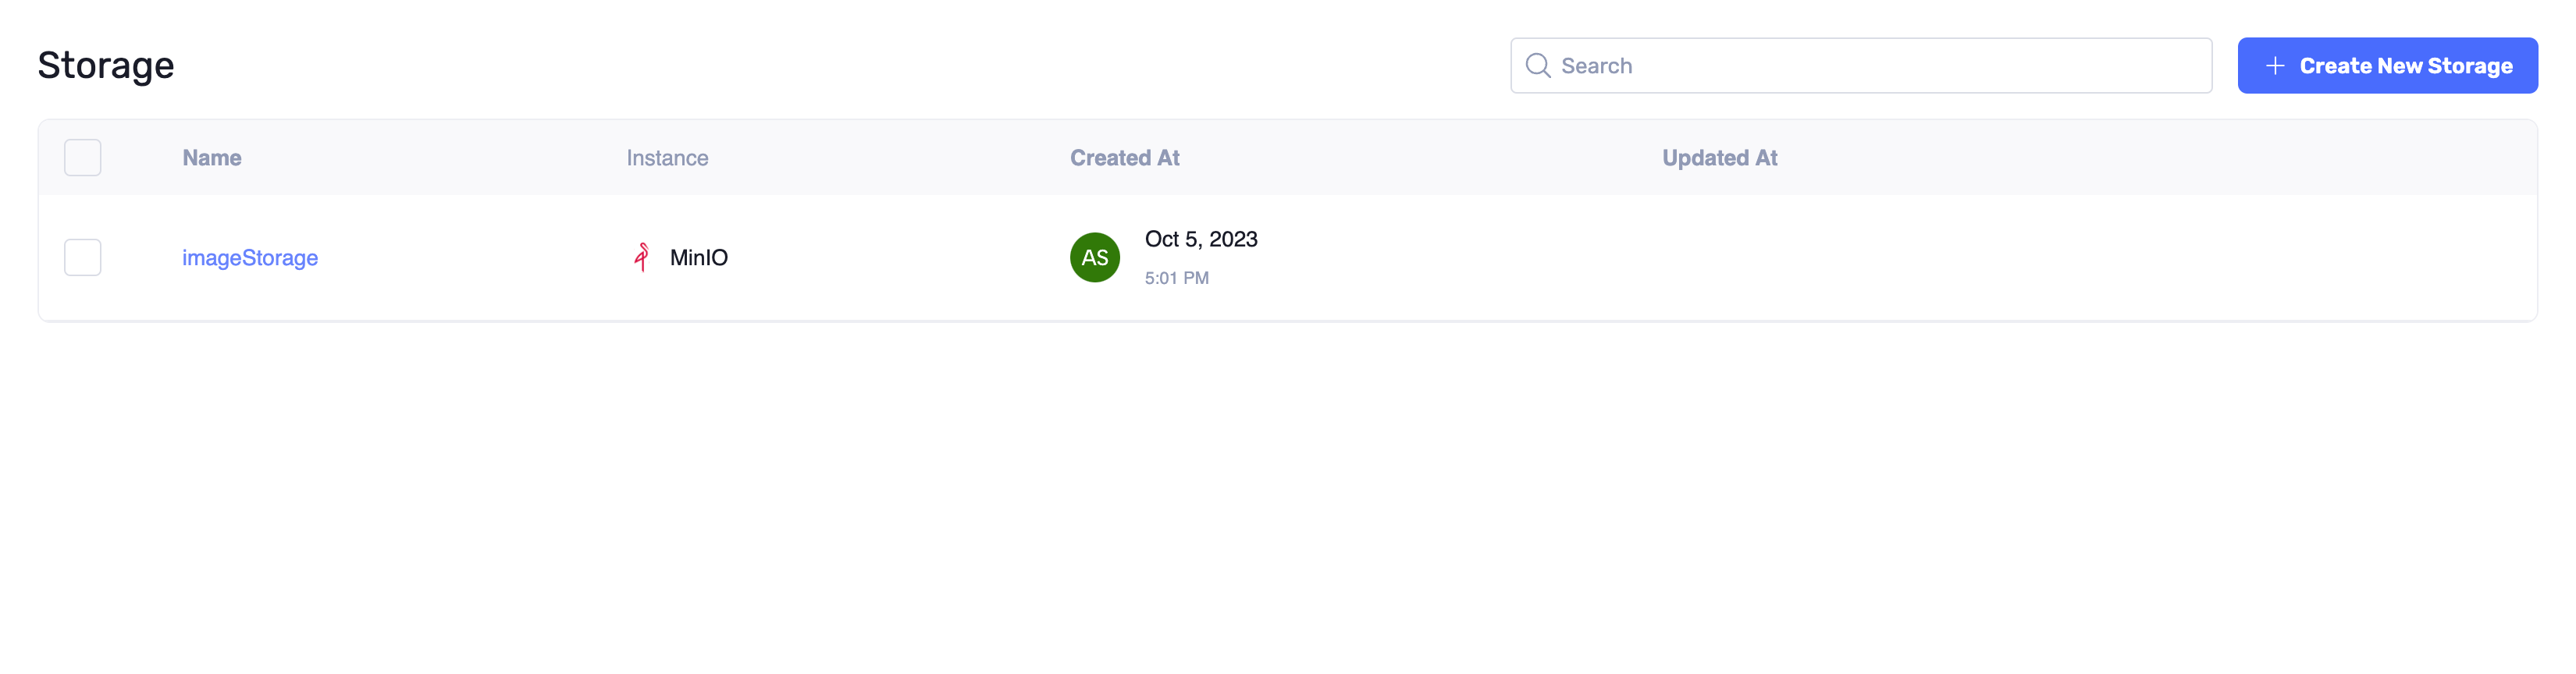 Storage
Search
Create New Storage
Name Instance Created At Updated At
imageStorage MinIO AS Oct 5, 2023
5:01 PM